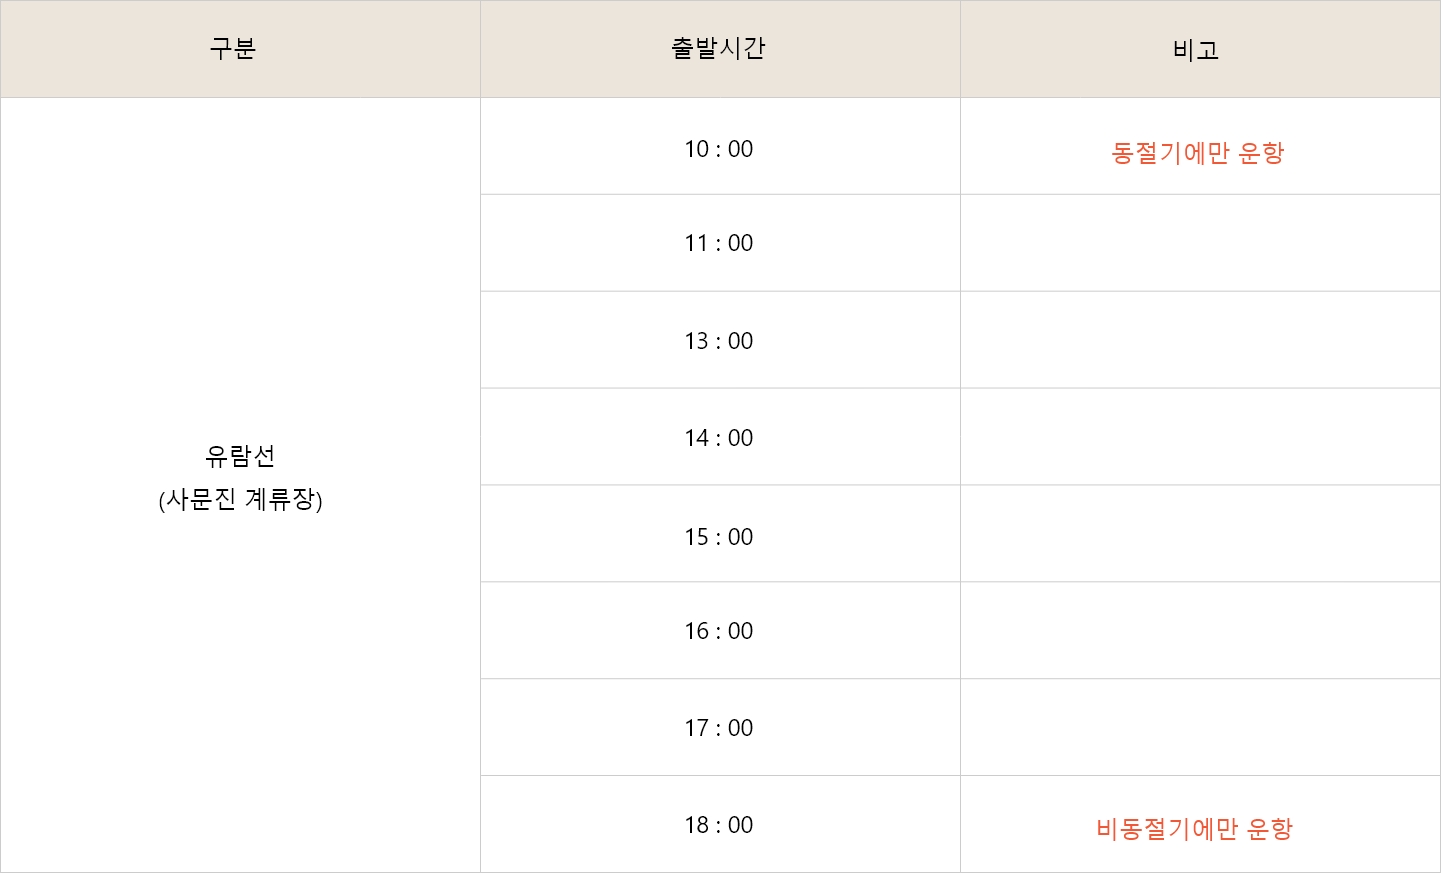 구분 출발시간 비고
10 : 00 동절기에만 운항
11 : 00
13 : 00
14 : 00
유람선
(사문진 계류장)
15 : 00
16 : 00
17 : 00
18 : 00 비동절기에만 운항